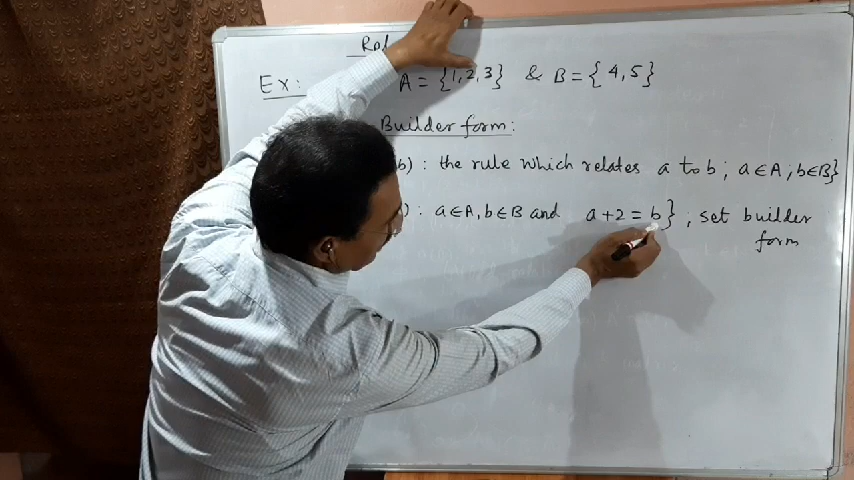 Rel
Ex: A = {1,2,3} & B = {4,5}
Builder form:
b) : the rule which relates a to b ; a∈A ; b∈B}
) : a∈A, b∈B and a+2 = b} ; set builder
form